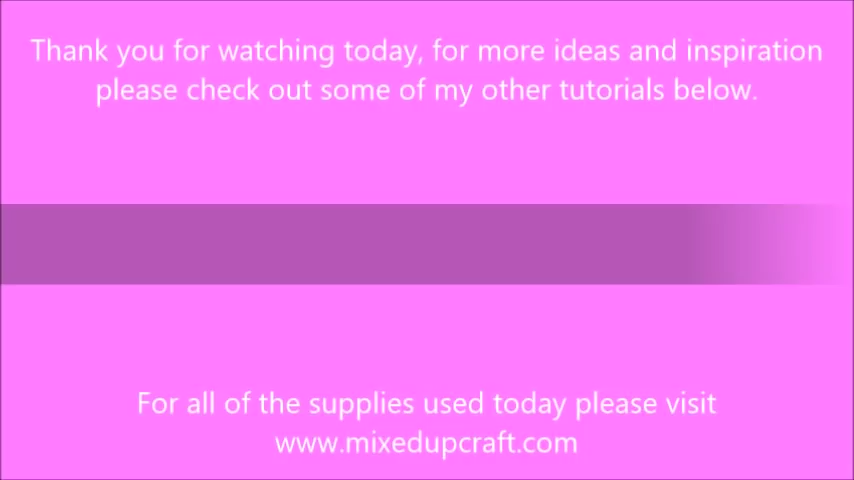 Thank you for watching today, for more ideas and inspiration
please check out some of my other tutorials below.
For all of the supplies used today please visit
www.mixedupcraft.com